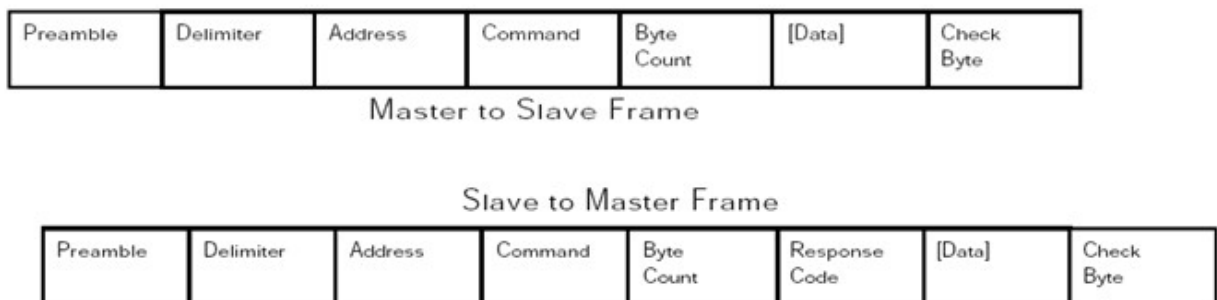 Preamble Delimiter Address Command Byte [Data] Check
Count Byte
Master to Slave Frame
Slave to Master Frame
Preamble Delimiter Address Command Byte Response [Data] Check
Count Code Byte